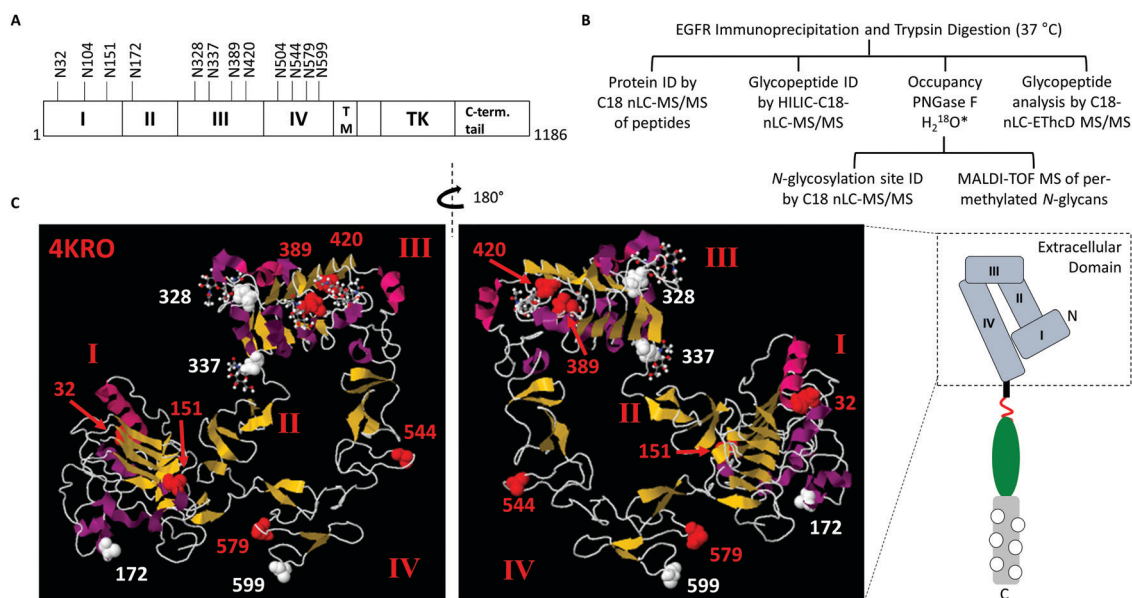 A
N32
N104
N151
N172
N328
N337
N389
N420
N504
N544
N579
N599
I
II
III
IV
T
M
TK
C-term.
tail
1
1186
B
EGFR Immunoprecipitation and Trypsin Digestion (37 °C)
Protein ID by
C18 nLC-MS/MS
of peptides
Glycopeptide ID
by HILIC-C18-
nLC-MS/MS
Occupancy
PNGase F
H₂¹⁸O*
Glycopeptide
analysis by C18-
nLC-EThcD MS/MS
N-glycosylation site ID
by C18 nLC-MS/MS
MALDI-TOF MS of per-
methylated N-glycans
180°
C
4KRO
389
420
III
328
337
I
32
151
II
544
579
172
599
IV
420
III
328
389
337
I
II
32
151
544
172
579
IV
599
Extracellular
Domain
III
II
IV
I
N
C